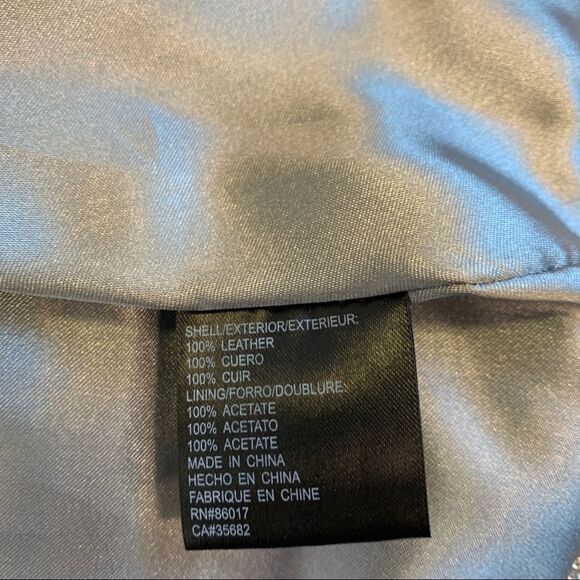 SHELL/EXTERIOR/EXTERIEUR:
100% LEATHER
100% CUERO
100% CUIR
LINING/FORRO/DOUBLURE:
100% ACETATE
100% ACETATO
100% ACETATE
MADE IN CHINA
HECHO EN CHINA
FABRIQUE EN CHINE
RN#86017
CA#35682